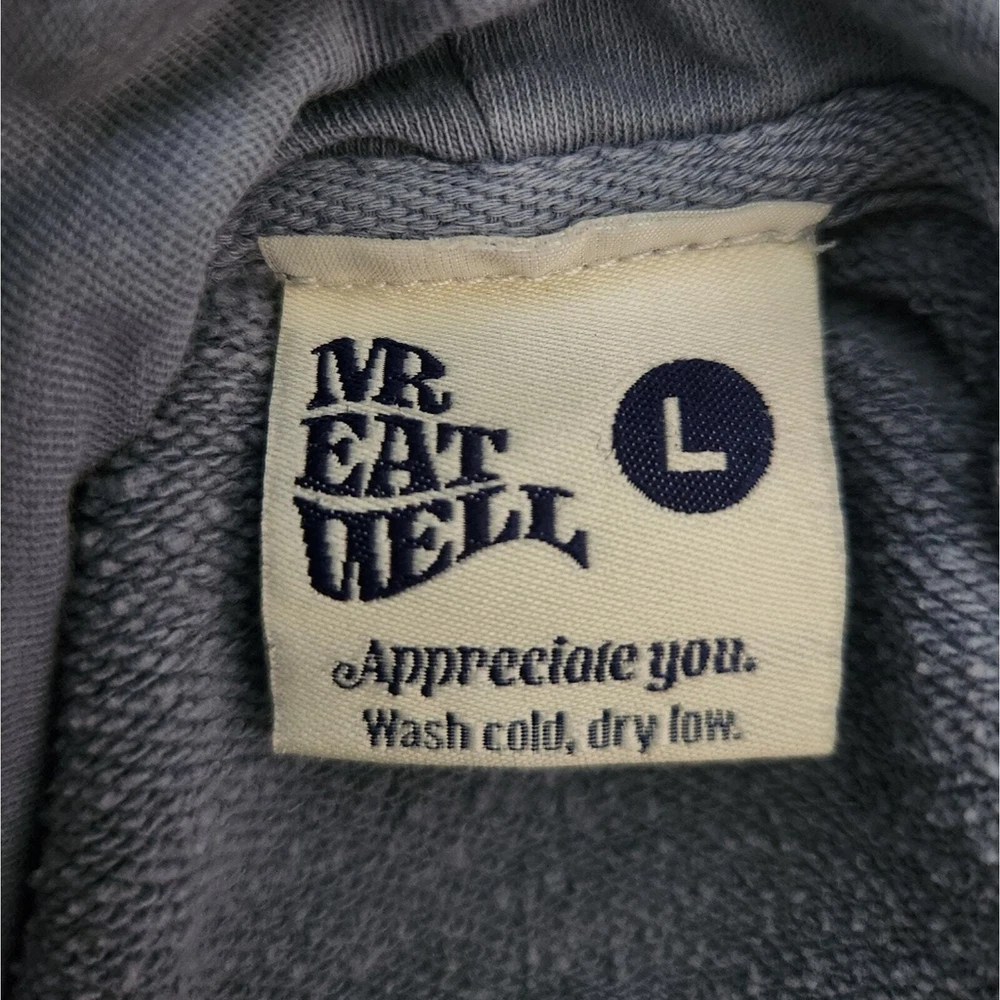 MR
EAT
WELL
L
Appreciate you.
Wash cold, dry low.